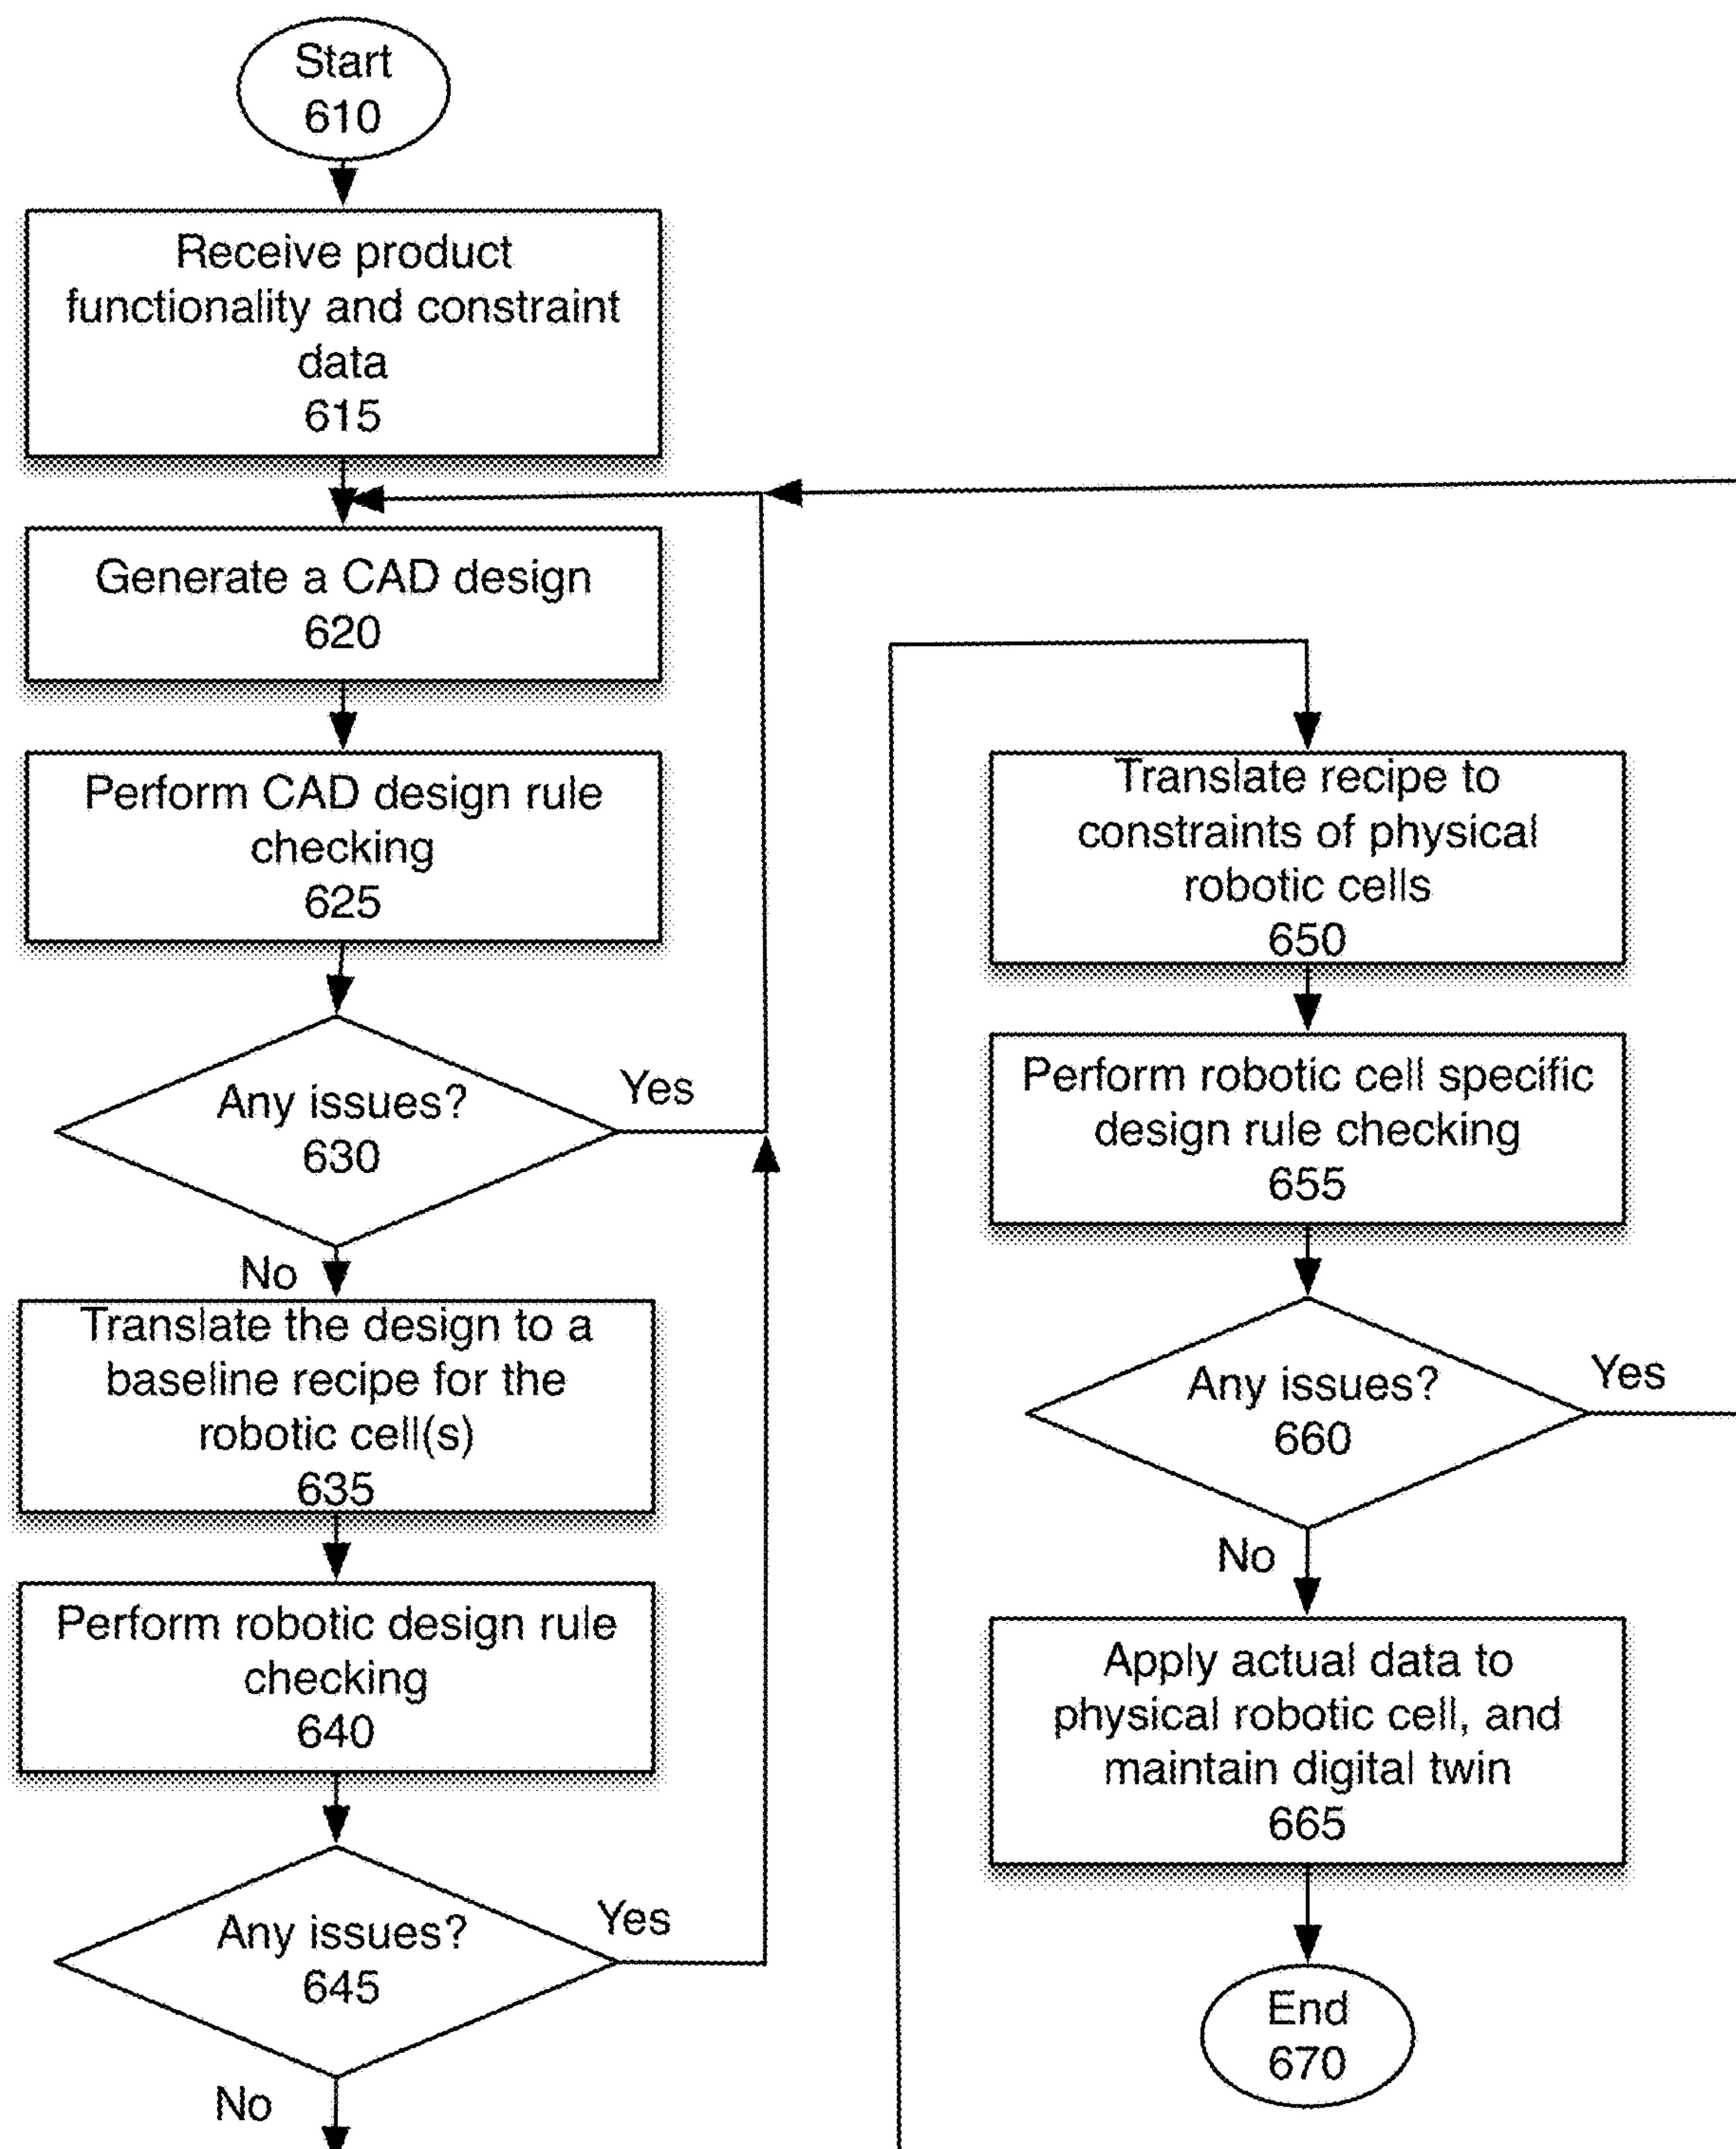 Start
610
Receive product
functionality and constraint
data
615
Generate a CAD design
620
Perform CAD design rule
checking
625
Any issues?
630
Yes
No
Translate the design to a
baseline recipe for the
robotic cell(s)
635
Perform robotic design rule
checking
640
Any issues?
645
Yes
No
Translate recipe to
constraints of physical
robotic cells
650
Perform robotic cell specific
design rule checking
655
Any issues?
660
Yes
No
Apply actual data to
physical robotic cell, and
maintain digital twin
665
End
670